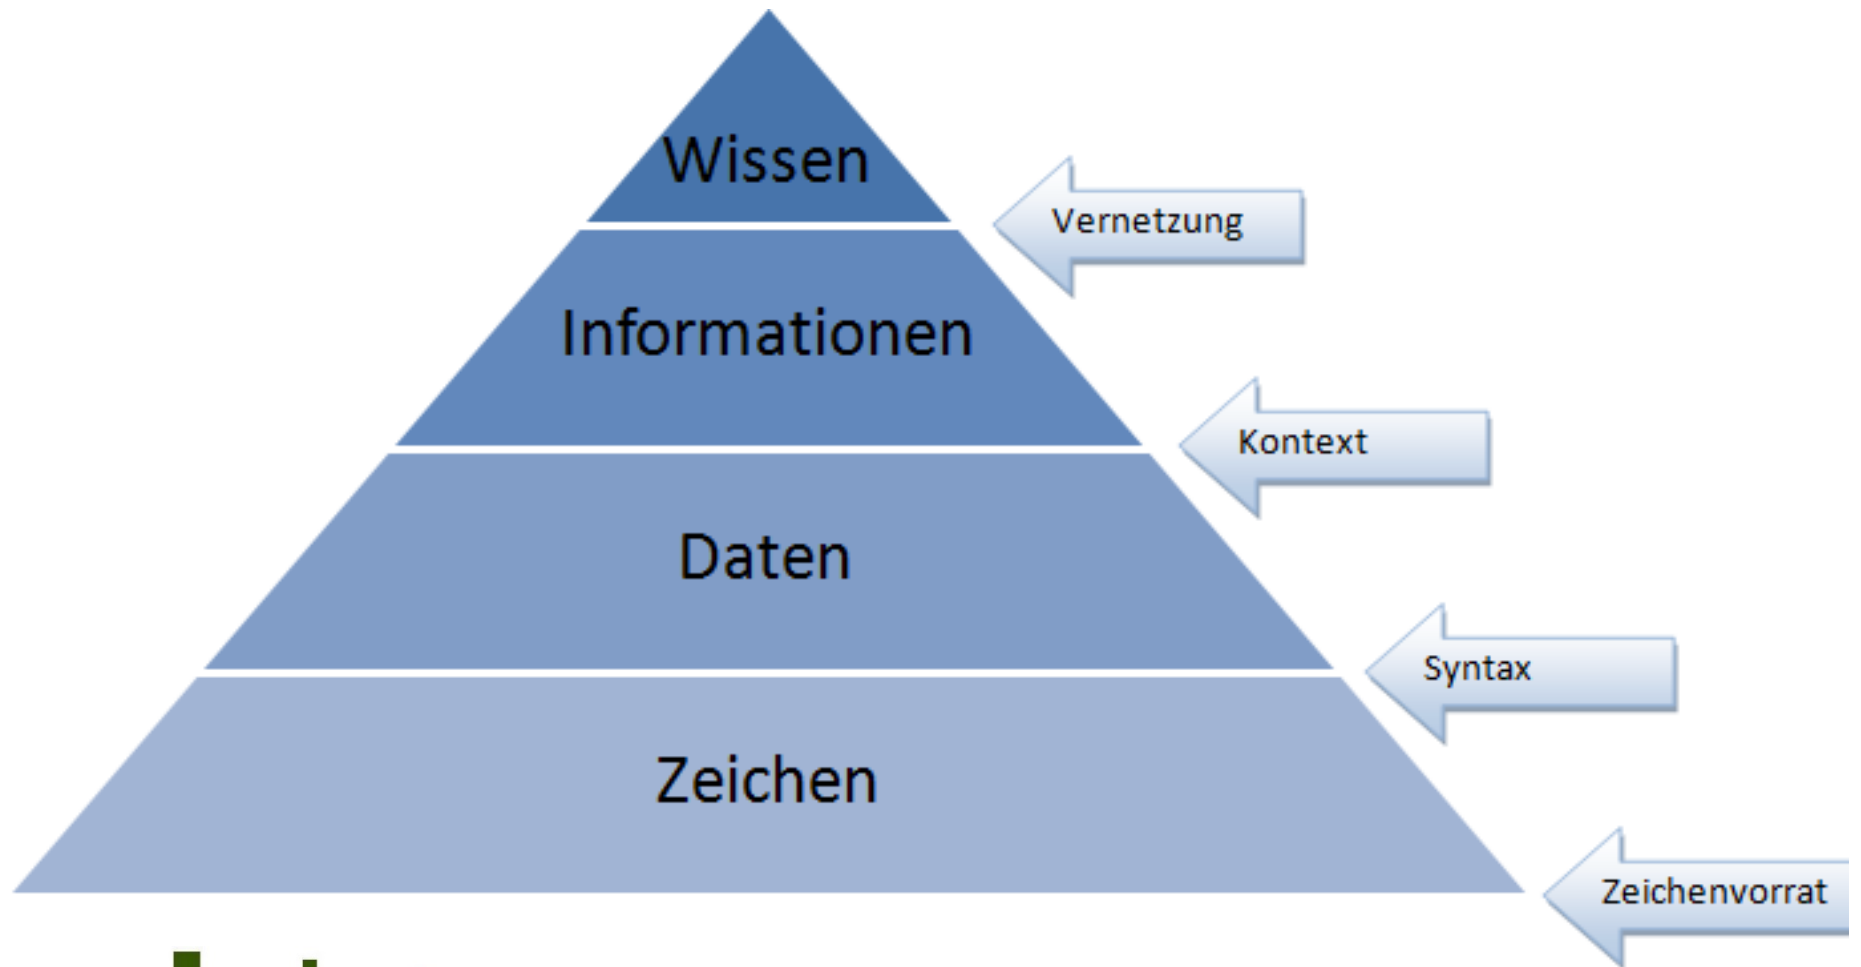 Wissen
Vernetzung
Informationen
Kontext
Daten
Syntax
Zeichen
Zeichenvorrat